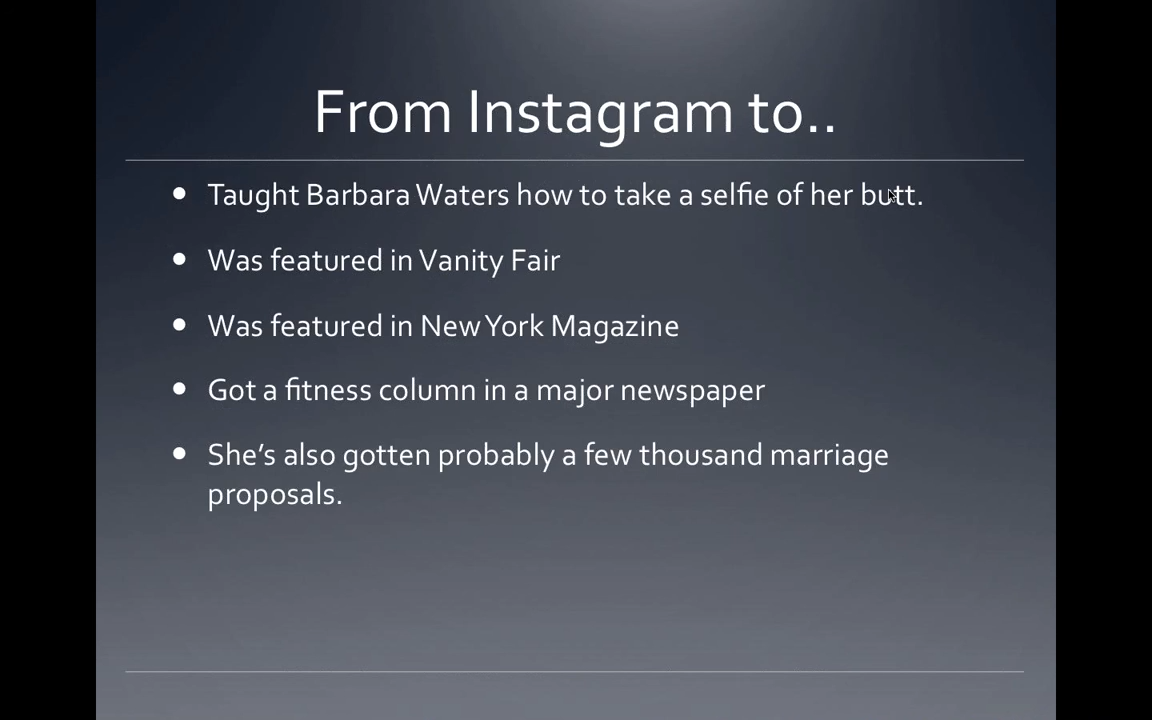 From Instagram to..
• Taught Barbara Waters how to take a selfie of her butt.
• Was featured in Vanity Fair
• Was featured in New York Magazine
• Got a fitness column in a major newspaper
• She’s also gotten probably a few thousand marriage
proposals.